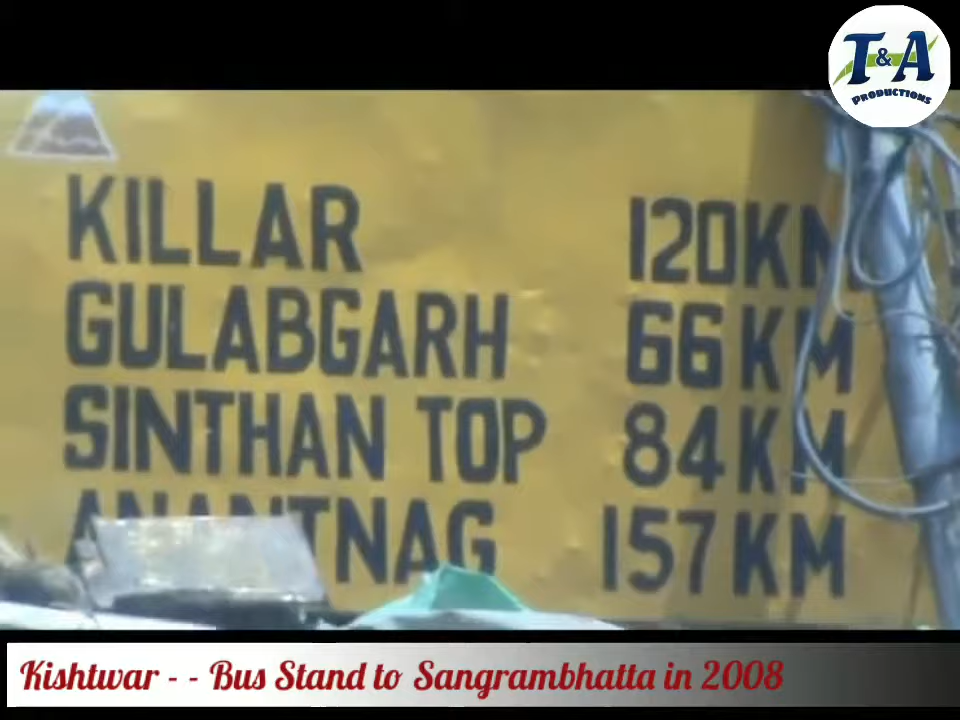 T&A
PRODUCTIONS
KILLAR 120KM
GULABGARH 66KM
SINTHAN TOP 84KM
ANANTNAG 157KM
Kishtwar - - Bus Stand to Sangrambhatta in 2008